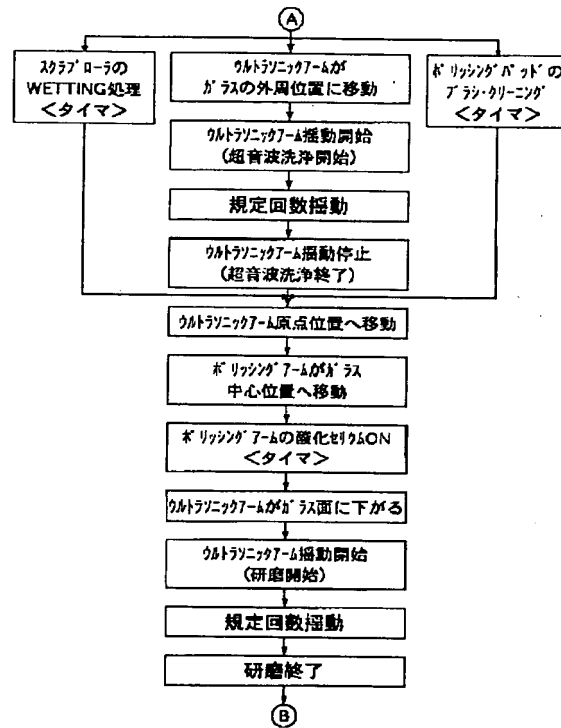 A
スクラブローラの
WETTING処理
<タイマ>
ウルトラソニックアームが
ガラスの外周位置に移動
ポリッシングパッドの
ブラシ・クリーニング
<タイマ>
ウルトラソニックアーム揺動開始
(超音波洗浄開始)
規定回数揺動
ウルトラソニックアーム揺動停止
(超音波洗浄終了)
ウルトラソニックアーム原点位置へ移動
ポリッシングアームがガラス
中心位置へ移動
ポリッシングアームの酸化セリウムON
<タイマ>
ウルトラソニックアームがガラス面に下がる
ウルトラソニックアーム揺動開始
(研磨開始)
規定回数揺動
研磨終了
B